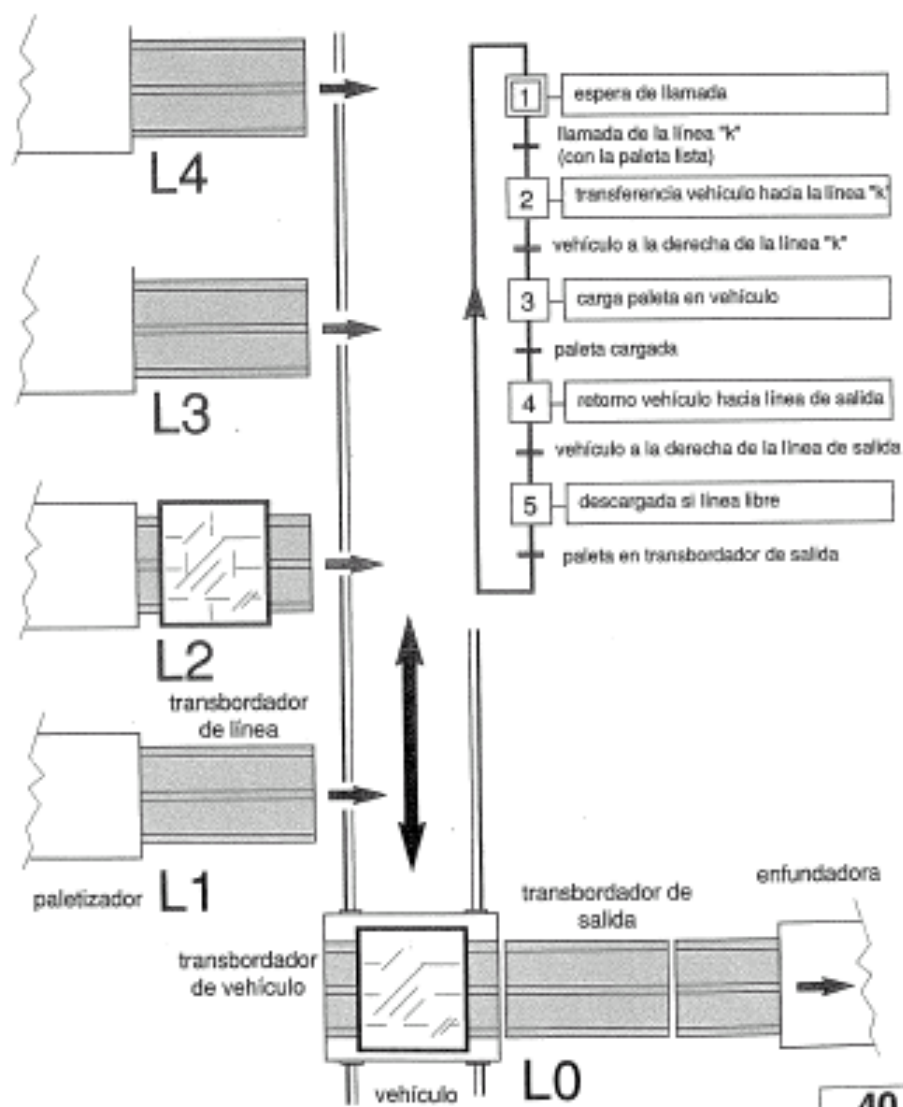 1
espera de llamada
llamada de la línea "k"
(con la paleta lista)
2
transferencia vehículo hacia la línea "k"
vehículo a la derecha de la línea "k"
3
carga paleta en vehículo
paleta cargada
4
retorno vehículo hacia línea de salida
vehículo a la derecha de la línea de salida
5
descargada si línea libre
paleta en transbordador de salida
L4
L3
L2
transbordador
de línea
paletizador
L1
transbordador
de vehículo
vehículo
transbordador de
salida
enfundadora
L0
40